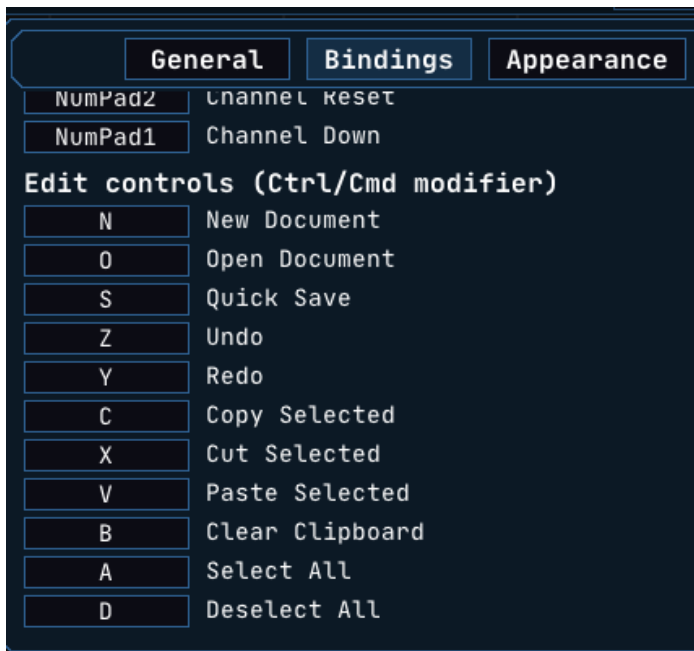 General Bindings Appearance
NumPad2 Channel Reset
NumPad1 Channel Down
Edit controls (Ctrl/Cmd modifier)
N New Document
O Open Document
S Quick Save
Z Undo
Y Redo
C Copy Selected
X Cut Selected
V Paste Selected
B Clear Clipboard
A Select All
D Deselect All